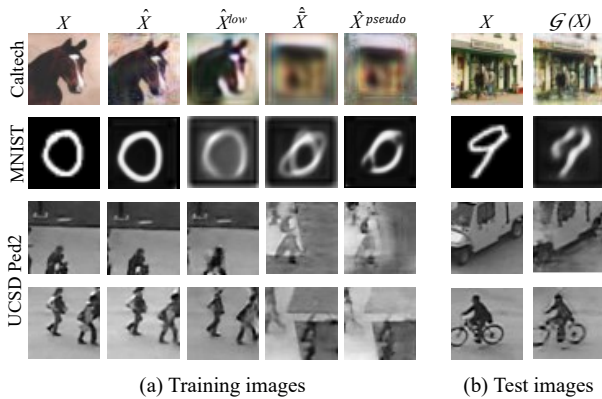 X X̂ X̂^low X̿̂ X̂^pseudo X G(X)
Caltech
MNIST
UCSD Ped2
(a) Training images (b) Test images